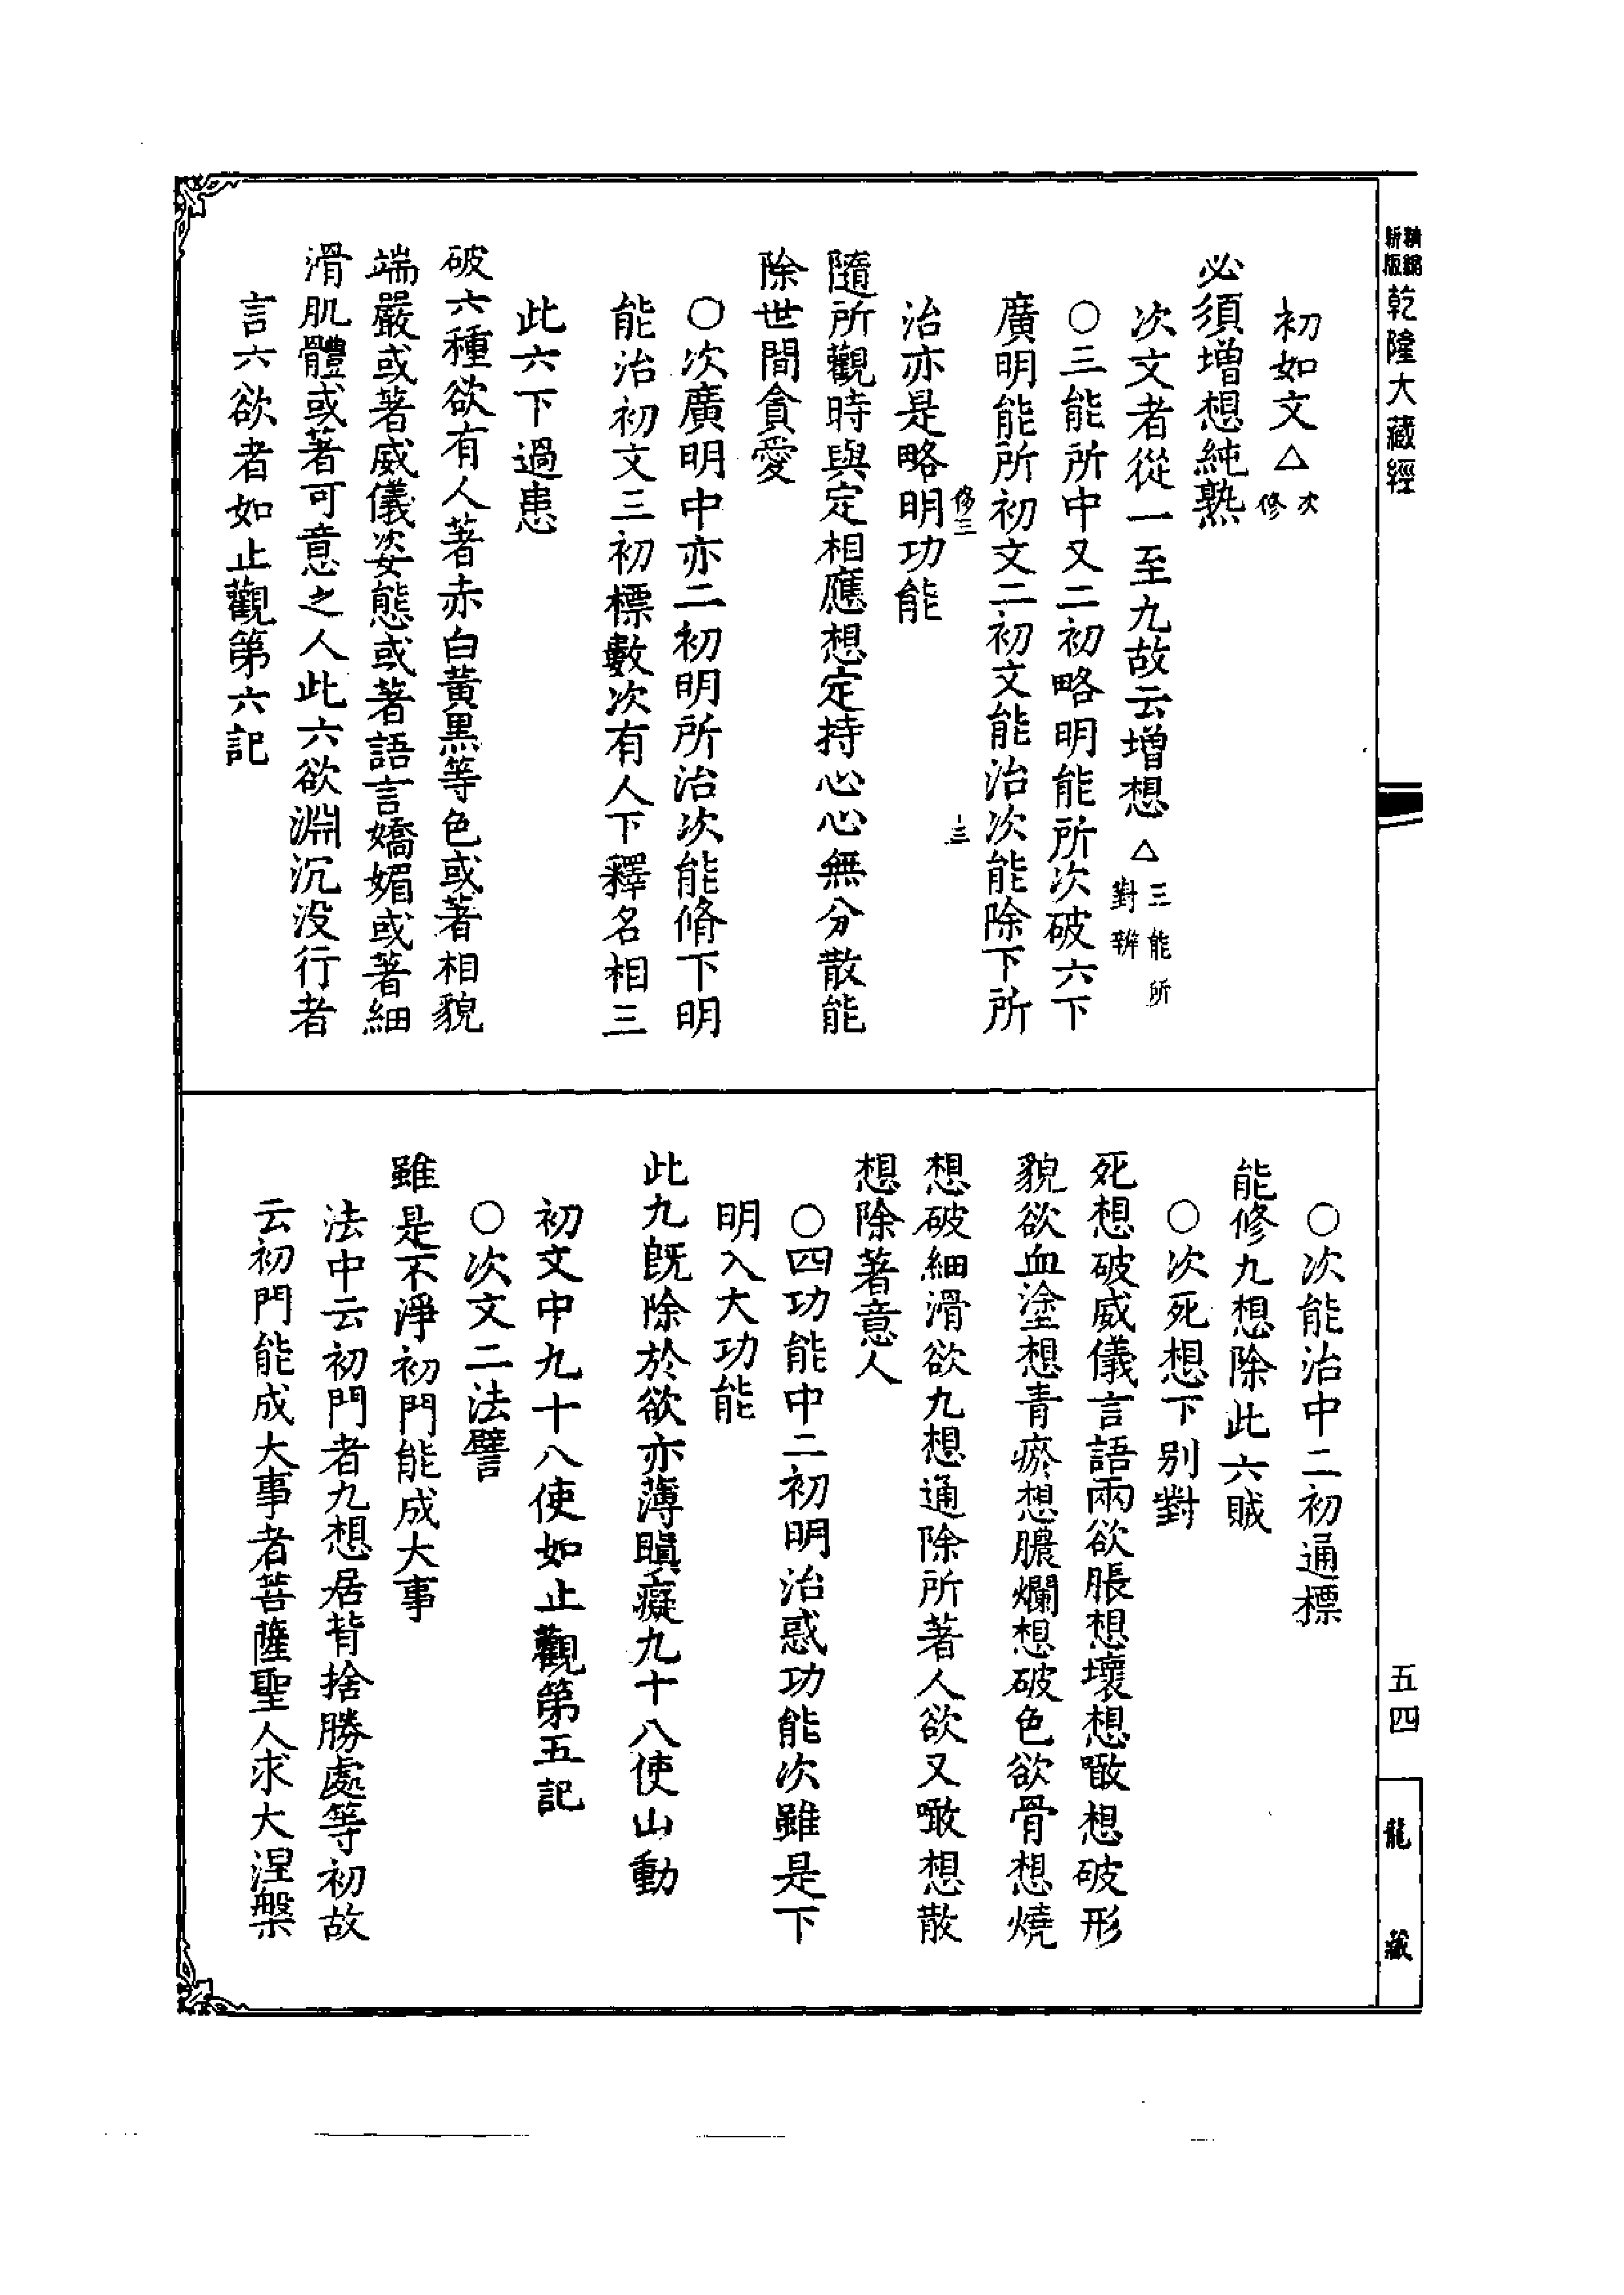 精編
新版
乾隆大藏經
初如文△次修
必須增想純熟
次文者從一至九故云增想△三能所對辨
○三能所中又二初略明能所次破六下
廣明能所初文二初文能治次能除下所
治亦是略明功能
修三
十三
隨所觀時與定相應想定持心心無分散能
除世間貪愛
○次廣明中亦二初明所治次能脩下明
能治初文三初標數次有人下釋名相三
此六下過患
破六種欲有人著赤白黃黑等色或著相貌
端嚴或著威儀姿態或著語言嬌媚或著細
滑肌體或著可意之人此六欲淵沉沒行者
言六欲者如止觀第六記
○次能治中二初通標
能修九想除此六賊
○次死想下別對
死想破威儀言語兩欲脹想壞想噉想破形
貌欲血塗想青瘀想膿爛想破色欲骨想燒
想破細滑欲九想通除所著人欲又噉想散
想除著意人
○四功能中二初明治惑功能次雖是下
明入大功能
此九旣除於欲亦薄瞋癡九十八使山動
初文中九十八使如止觀第五記
○次文二法譬
雖是不淨初門能成大事
法中云初門者九想居背捨勝處等初故
云初門能成大事者菩薩聖人求大涅槃
五四
龍藏